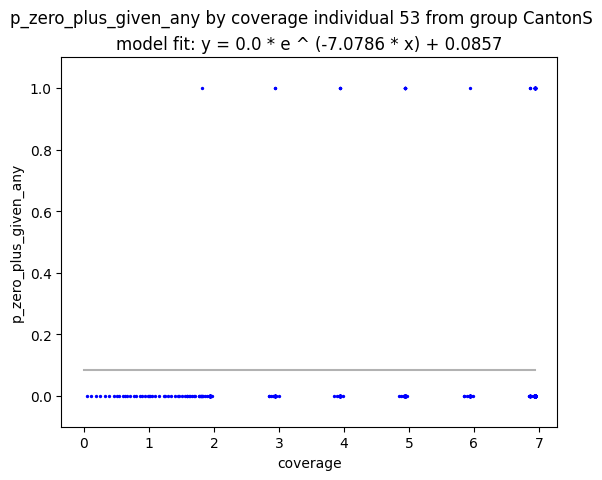 p_zero_plus_given_any by coverage individual 53 from group CantonS
model fit: y = 0.0 * e ^ (-7.0786 * x) + 0.0857
1.0
0.8
0.6
0.4
0.2
0.0
p_zero_plus_given_any
0 1 2 3 4 5 6 7
coverage